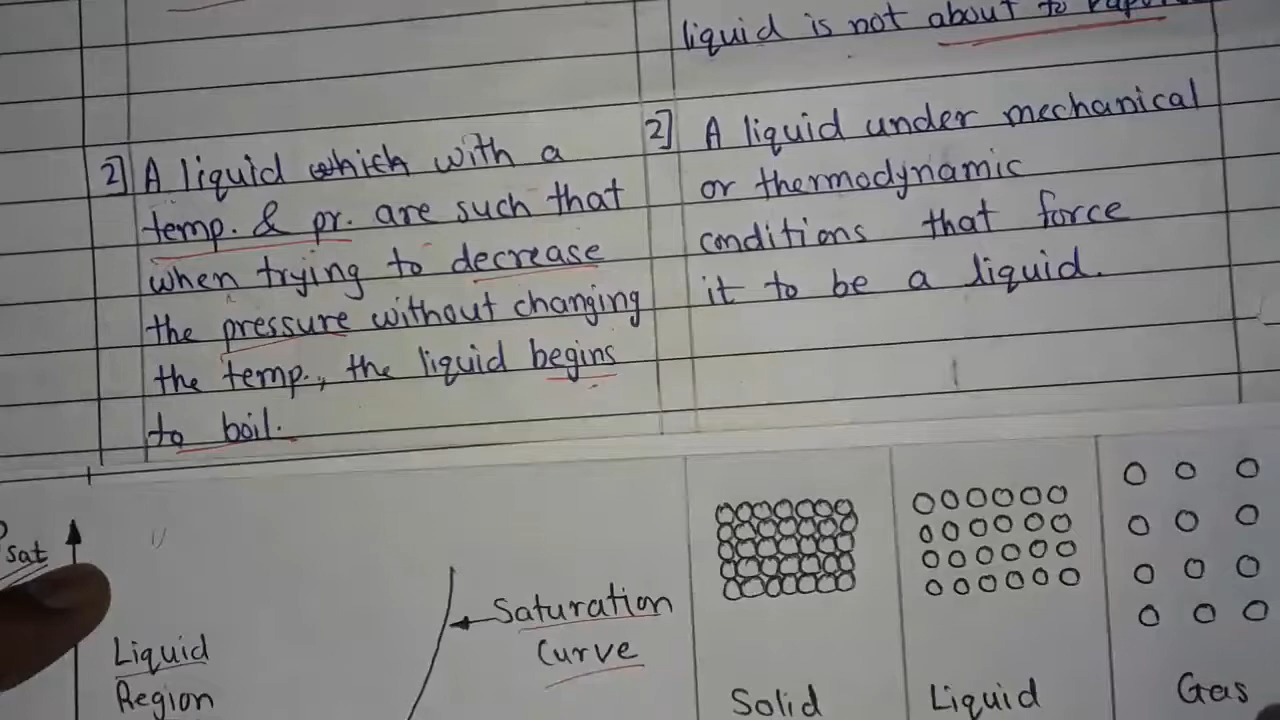 liquid is not about to
2] A liquid which with a
temp. & pr. are such that
when trying to decrease
the pressure without changing
the temp., the liquid begins
to boil.
2] A liquid under mechanical
or thermodynamic
conditions that force
it to be a liquid.
Psat
Liquid
Region
Saturation
Curve
Solid
Liquid
Gas